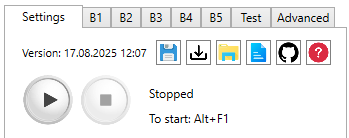 Settings B1 B2 B3 B4 B5 Test Advanced
Version: 17.08.2025 12:07
Stopped
To start: Alt+F1